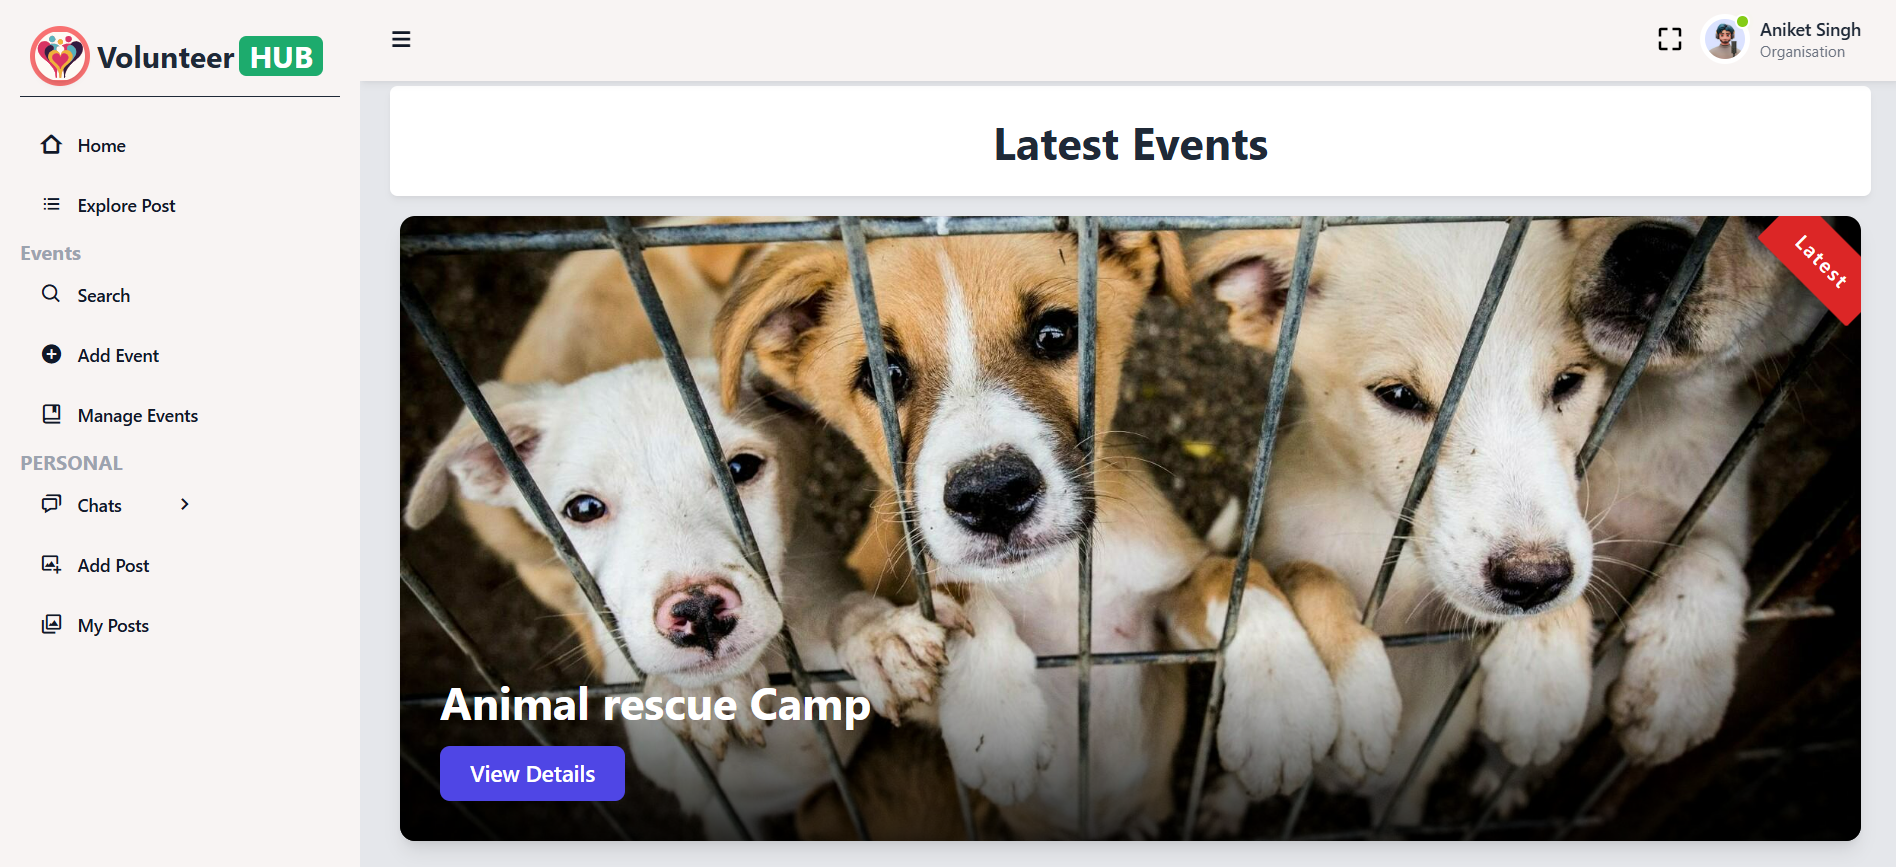 Volunteer HUB
Home
Explore Post
Events
Search
Add Event
Manage Events
PERSONAL
Chats
Add Post
My Posts
Aniket Singh
Organisation
Latest Events
Latest
Animal rescue Camp
View Details